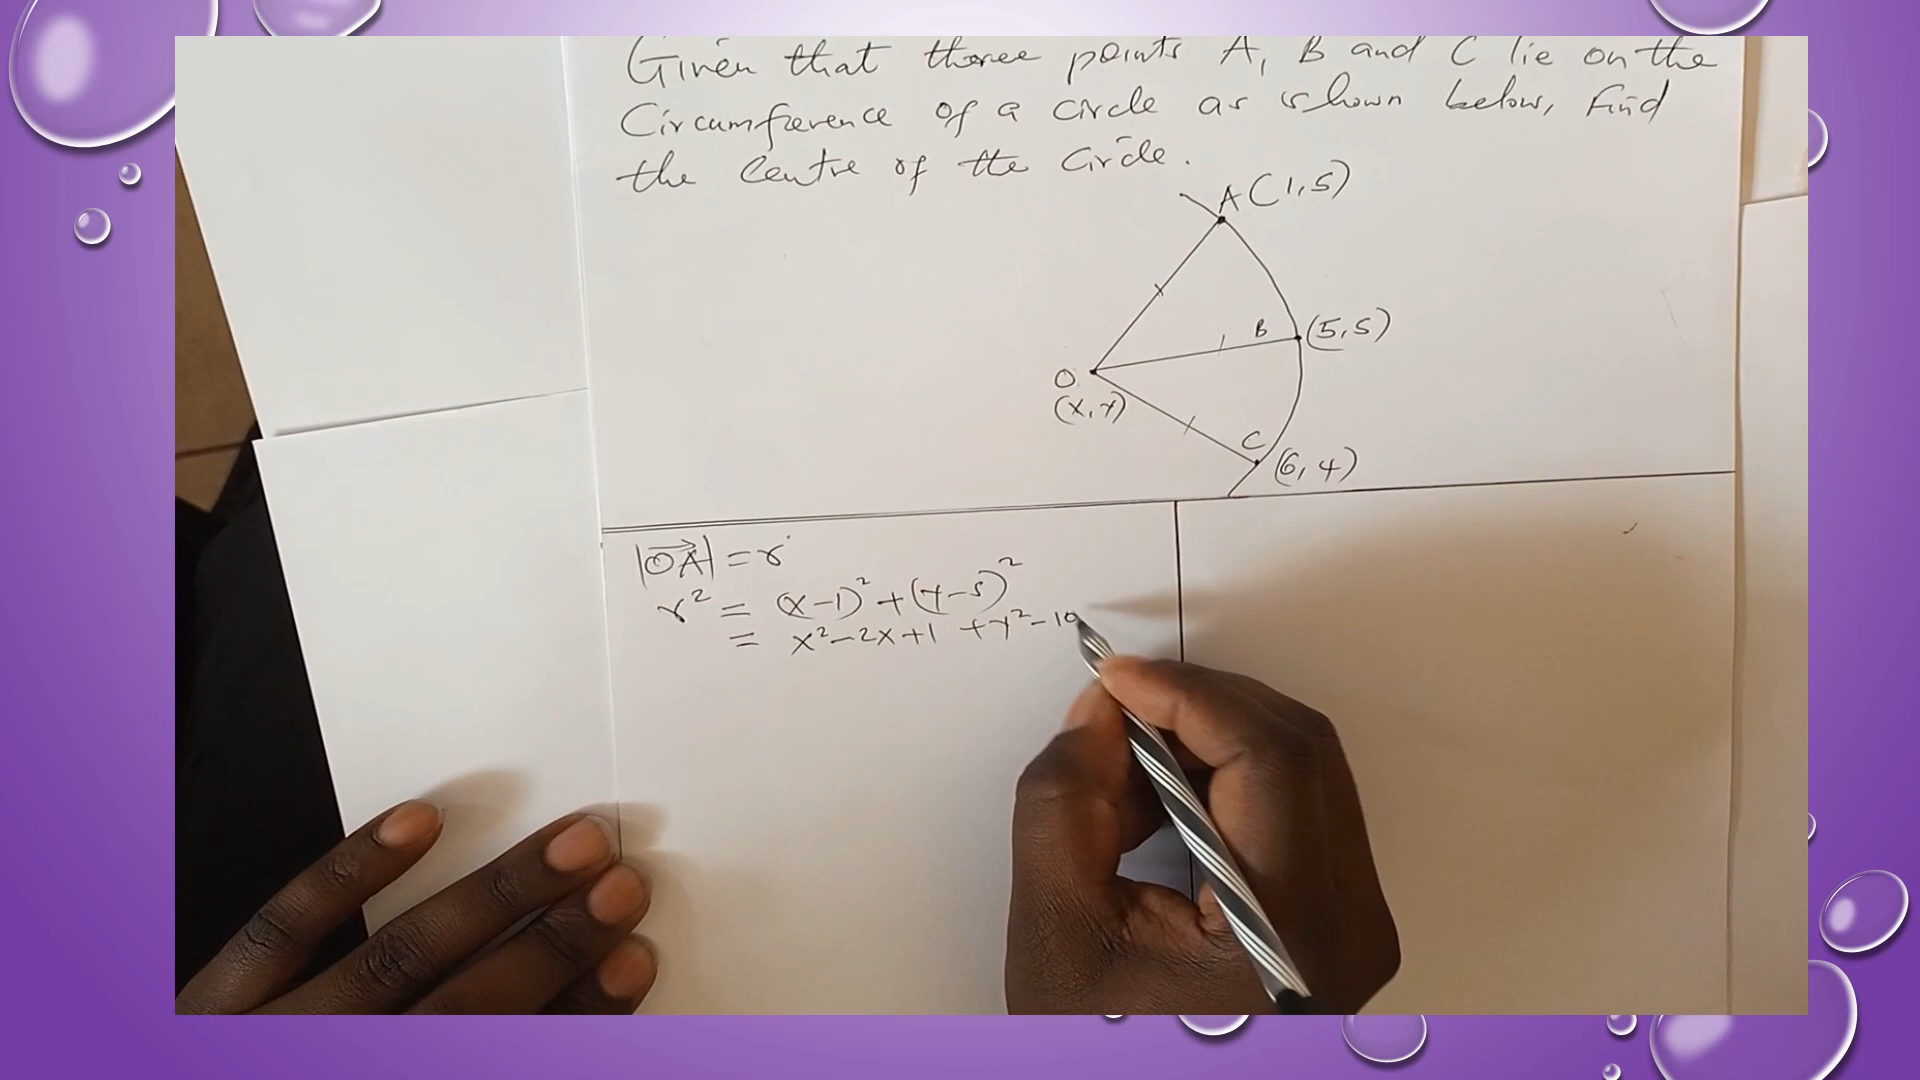 Given that three points A, B and C lie on the
Circumference of a circle as shown below, find
the centre of the Circle.
A(1,5)
B (5,5)
O
(x,y)
C
(6,4)
|OA| = r
r² = (x-1)² + (y-5)²
= x²-2x+1 +y²-10